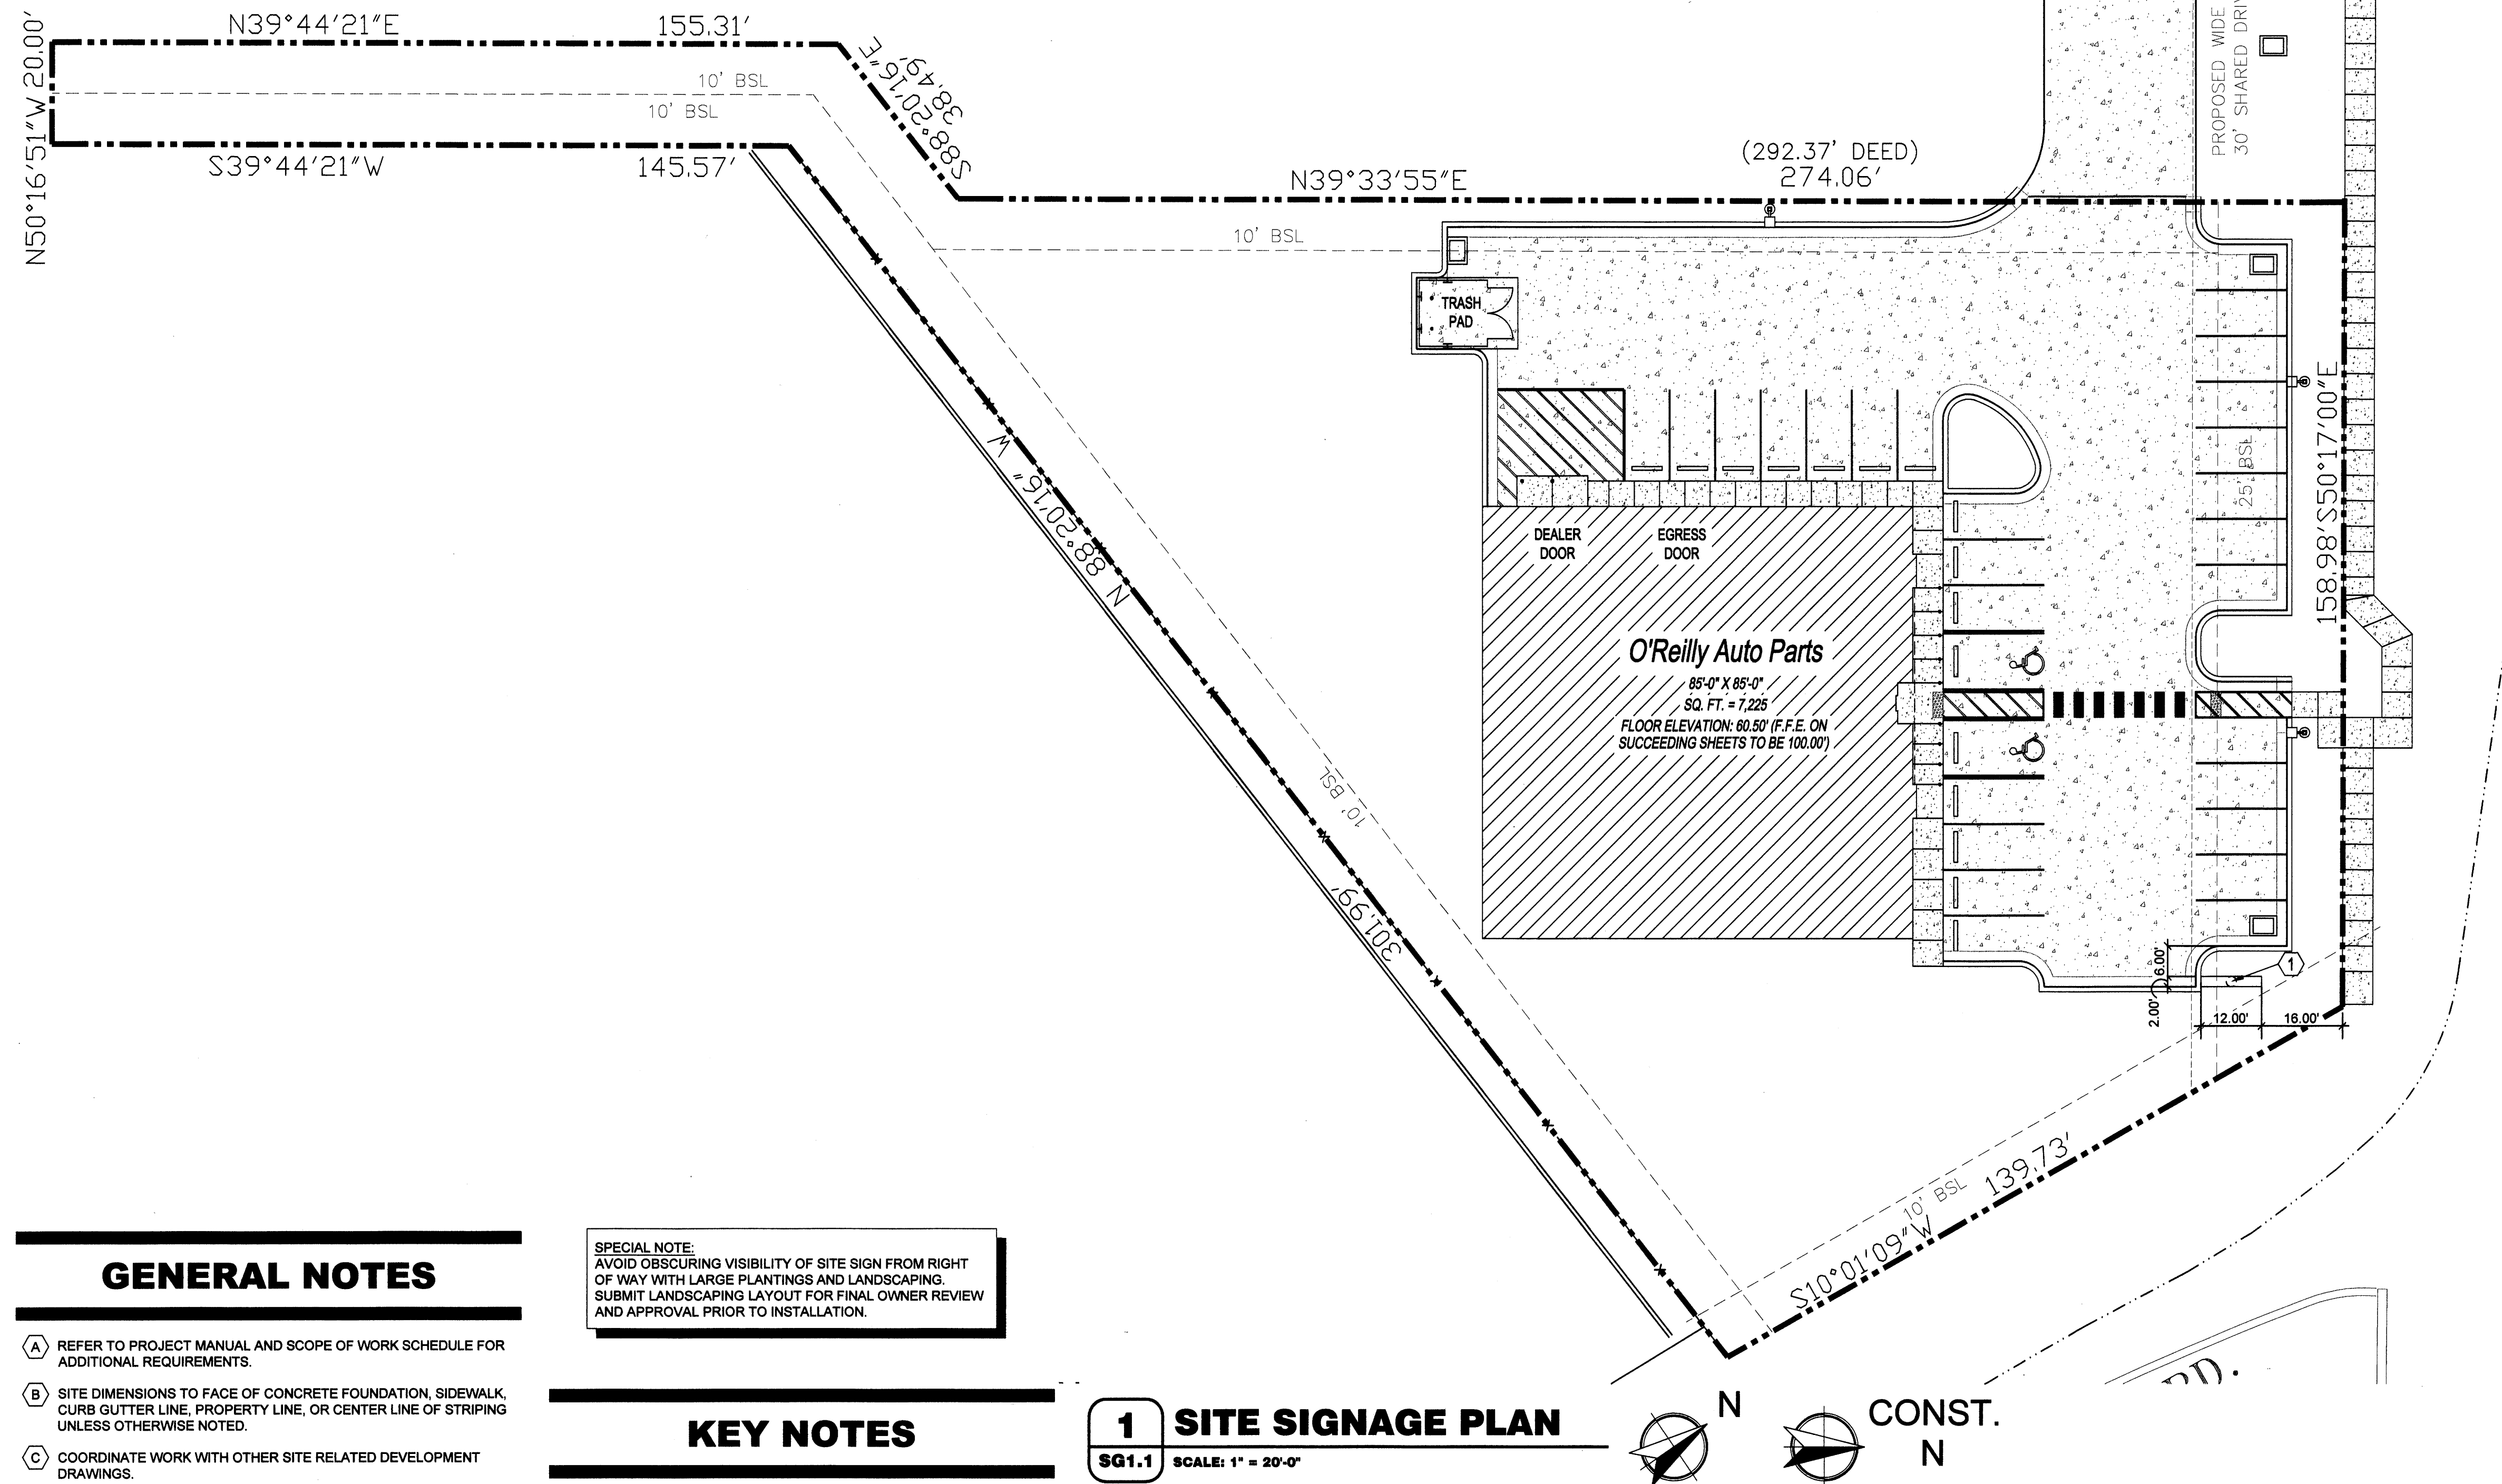 N39°44'21"E
155.31'
N50°16'51"W 20.00'
S88°20'16"E
38.49'
10' BSL
10' BSL
S39°44'21"W
145.57'
N39°33'55"E
(292.37' DEED)
274.06'
10' BSL
PROPOSED WIDE
30' SHARED
TRASH
PAD
158.98' S50°17'00"E
25' BSL
N 88°20'16" W
301.99'
10' BSL
DEALER
DOOR
EGRESS
DOOR
O'Reilly Auto Parts
85'-0" X 85'-0"
SQ. FT. = 7,225
FLOOR ELEVATION: 60.50' (F.F.E. ON
SUCCEEDING SHEETS TO BE 100.00')
6.00'
2.00'
1
12.00'
16.00'
10' BSL
S10°01'09"W
139.73'
RD.
GENERAL NOTES
A REFER TO PROJECT MANUAL AND SCOPE OF WORK SCHEDULE FOR
ADDITIONAL REQUIREMENTS.
B SITE DIMENSIONS TO FACE OF CONCRETE FOUNDATION, SIDEWALK,
CURB GUTTER LINE, PROPERTY LINE, OR CENTER LINE OF STRIPING
UNLESS OTHERWISE NOTED.
C COORDINATE WORK WITH OTHER SITE RELATED DEVELOPMENT
DRAWINGS.
SPECIAL NOTE:
AVOID OBSCURING VISIBILITY OF SITE SIGN FROM RIGHT
OF WAY WITH LARGE PLANTINGS AND LANDSCAPING.
SUBMIT LANDSCAPING LAYOUT FOR FINAL OWNER REVIEW
AND APPROVAL PRIOR TO INSTALLATION.
KEY NOTES
1
SG1.1
SITE SIGNAGE PLAN
SCALE: 1" = 20'-0"
N
CONST.
N